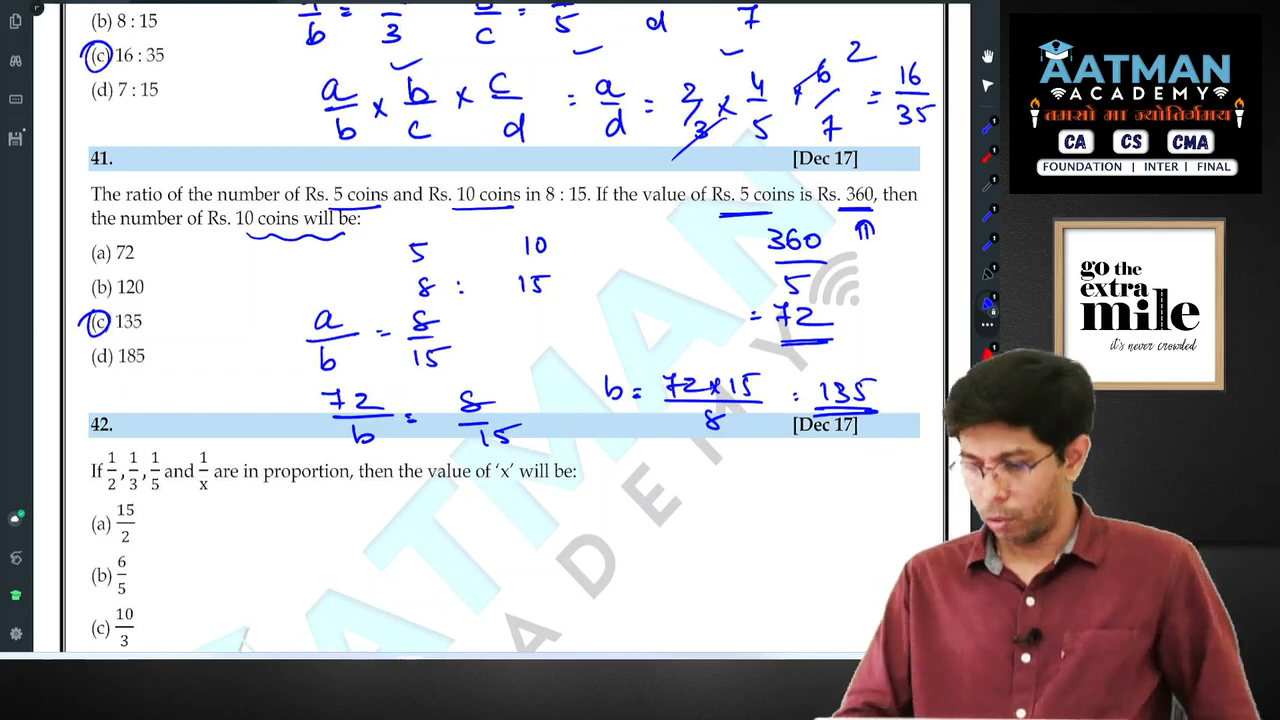 (b) 8 : 15
(c) 16 : 35
(d) 7 : 15
b = 3 c = 5 d 7
a/b × b/c × c/d = a/d = 2/3 × 4/5 × 6/7 = 16/35
2
41. [Dec 17]
The ratio of the number of Rs. 5 coins and Rs. 10 coins in 8 : 15. If the value of Rs. 5 coins is Rs. 360, then
the number of Rs. 10 coins will be:
(a) 72
(b) 120
(c) 135
(d) 185
5 10
8 : 15
a/b = 8/15
72/b = 8/15
360/5
= 72
b = 72×15/8 : 135
42. [Dec 17]
If 1/2, 1/3, 1/5 and 1/x are in proportion, then the value of ‘x’ will be:
(a) 15/2
(b) 6/5
(c) 10/3
AATMAN
ACADEMY
AATMAN
ACADEMY
तमसो मा ज्योतिर्गमय
CA CS CMA
FOUNDATION | INTER | FINAL
go the
extra
mile
it's never crowded